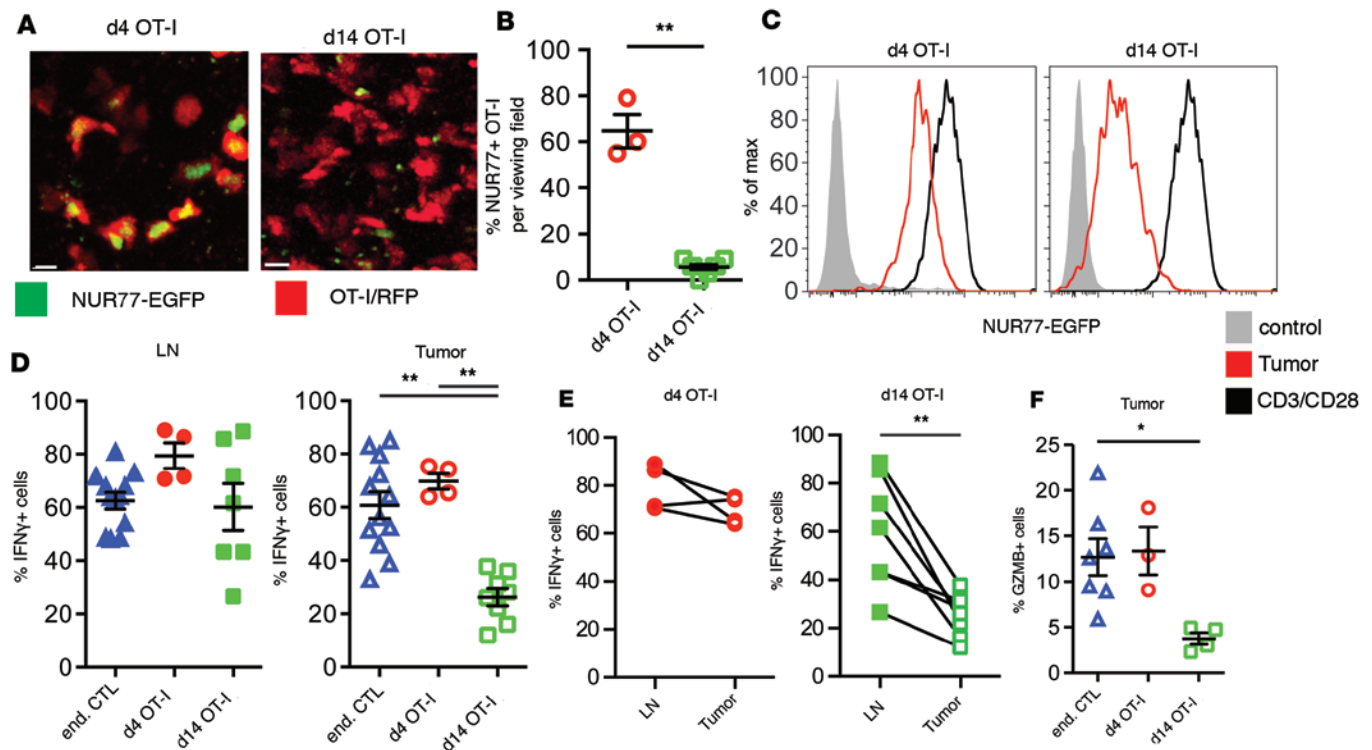 A
d4 OT-I
d14 OT-I
NUR77-EGFP
OT-I/RFP
B
**
% NUR77+ OT-I
per viewing field
100
80
60
40
20
0
d4 OT-I
d14 OT-I
C
d4 OT-I
d14 OT-I
% of max
100
80
60
40
20
0
NUR77-EGFP
control
Tumor
CD3/CD28
D
LN
% IFNγ+ cells
100
80
60
40
20
0
end. CTL
d4 OT-I
d14 OT-I
Tumor
**
**
% IFNγ+ cells
100
80
60
40
20
0
end. CTL
d4 OT-I
d14 OT-I
E
d4 OT-I
% IFNγ+ cells
100
80
60
40
20
0
LN
Tumor
d14 OT-I
**
% IFNγ+ cells
100
80
60
40
20
0
LN
Tumor
F
Tumor
*
% GZMB+ cells
25
20
15
10
5
0
end. CTL
d4 OT-I
d14 OT-I